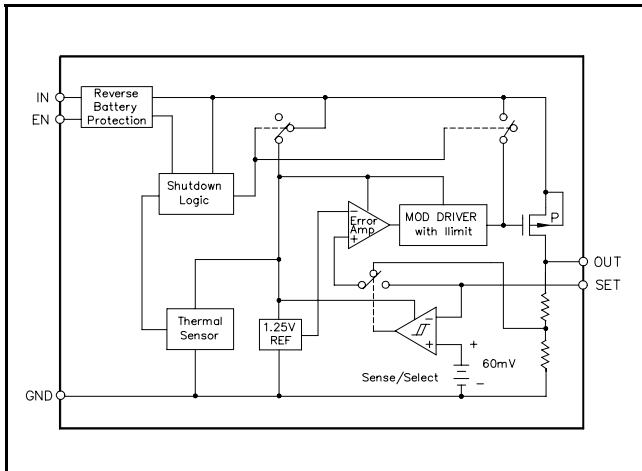 IN
EN
Reverse
Battery
Protection
Shutdown
Logic
−
Error
Amp
+
MOD DRIVER
with Ilimit
P
OUT
SET
Thermal
Sensor
1.25V
REF
−
+
+
60mV
−
Sense/Select
GND